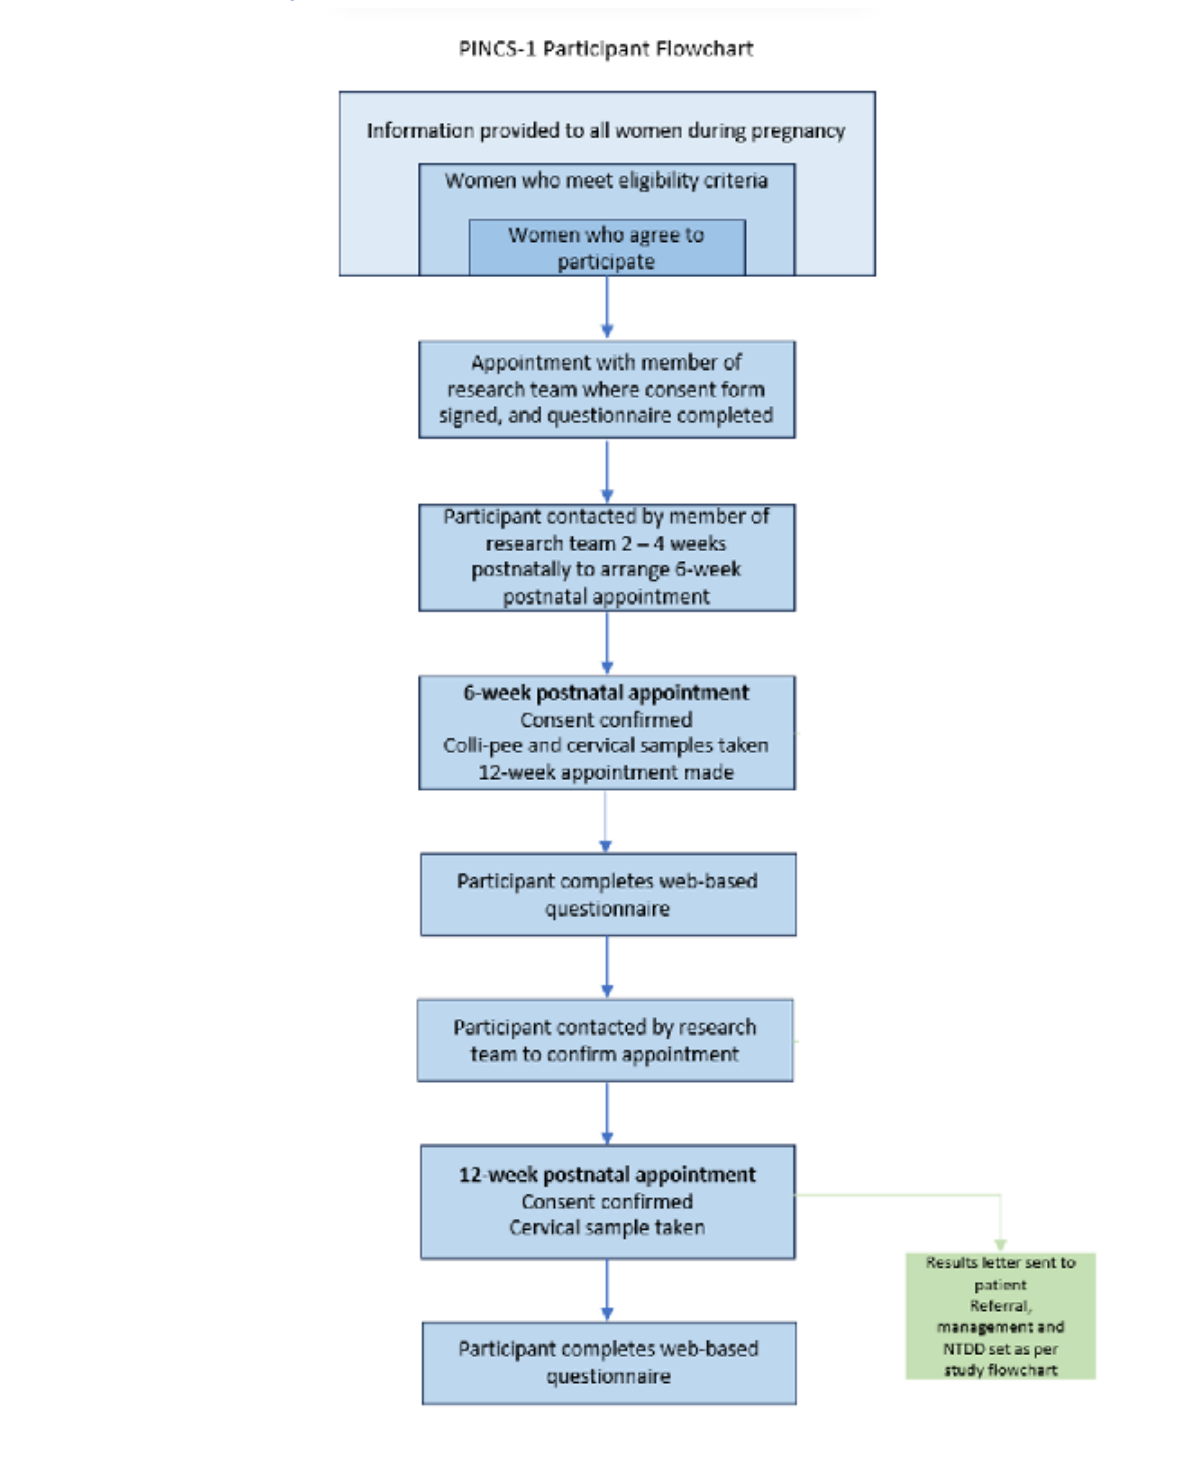 PINCS-1 Participant Flowchart
Information provided to all women during pregnancy
Women who meet eligibility criteria
Women who agree to
participate
Appointment with member of
research team where consent form
signed, and questionnaire completed
Participant contacted by member of
research team 2 – 4 weeks
postnatally to arrange 6-week
postnatal appointment
6-week postnatal appointment
Consent confirmed
Colli-pee and cervical samples taken
12-week appointment made
Participant completes web-based
questionnaire
Participant contacted by research
team to confirm appointment
12-week postnatal appointment
Consent confirmed
Cervical sample taken
Results letter sent to
patient
Referral,
management and
NTDD set as per
study flowchart
Participant completes web-based
questionnaire